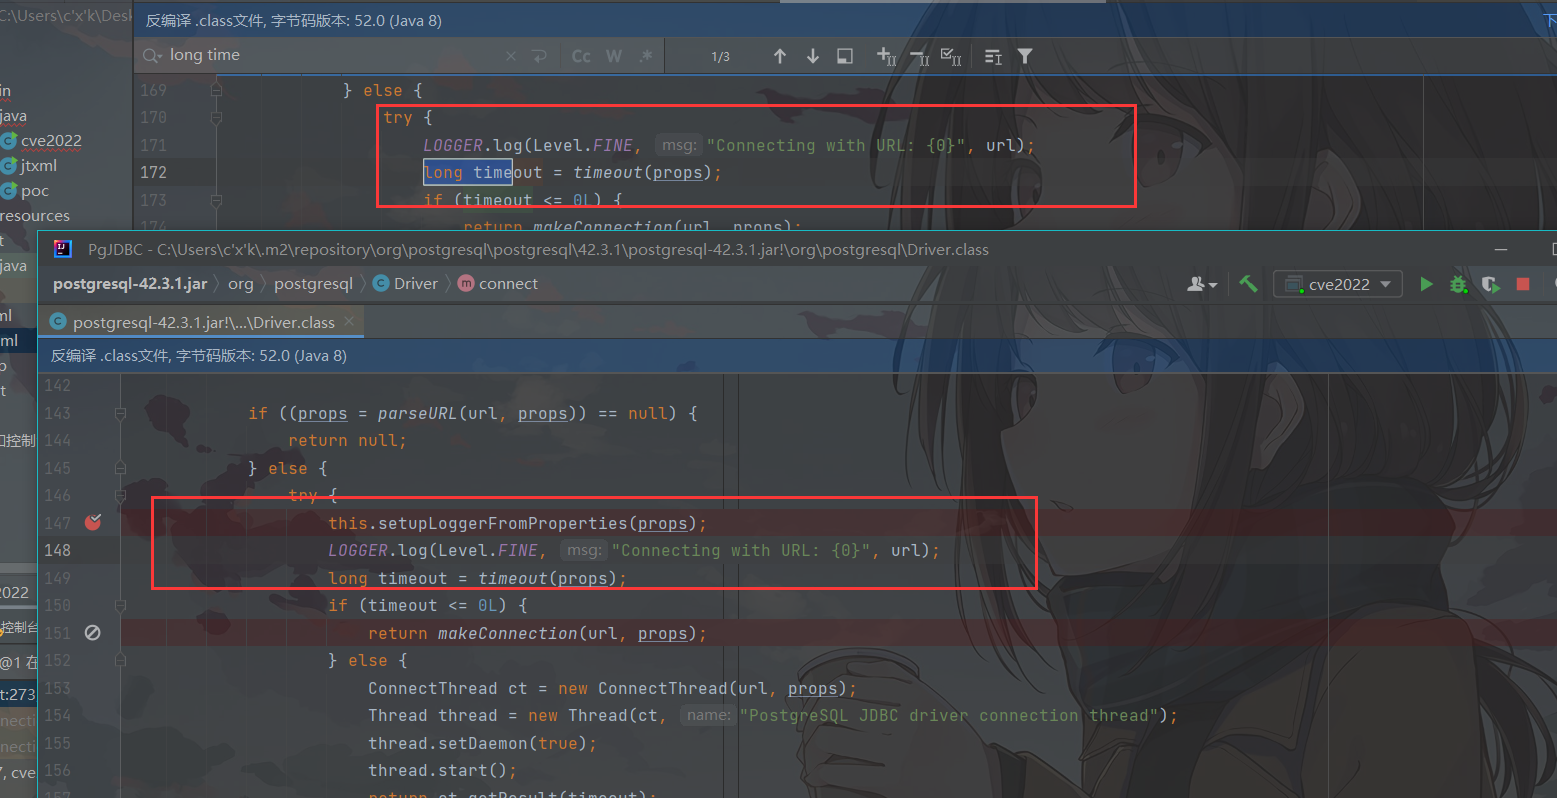 C:\Users\c'x'k\Desk
反编译 .class文件, 字节码版本: 52.0 (Java 8)
下
long time
Cc W .*
1/3
in
java
cve2022
jtxml
poc
resources
t
java
ml
ml
p
t
和控制
2022
控制台
@1 在
t:273
necti
necti
', cve
169 } else {
170 try {
171 LOGGER.log(Level.FINE, msg: "Connecting with URL: {0}", url);
172 long timeout = timeout(props);
173 if (timeout <= 0L) {
174 return makeConnection(url, props);
PgJDBC - C:\Users\c'x'k\.m2\repository\org\postgresql\postgresql\42.3.1\postgresql-42.3.1.jar!\org\postgresql\Driver.class
postgresql-42.3.1.jar org postgresql Driver connect
cve2022
postgresql-42.3.1.jar!\...\Driver.class
反编译 .class文件, 字节码版本: 52.0 (Java 8)
142
143 if ((props = parseURL(url, props)) == null) {
144 return null;
145 } else {
146 try {
147 this.setupLoggerFromProperties(props);
148 LOGGER.log(Level.FINE, msg: "Connecting with URL: {0}", url);
149 long timeout = timeout(props);
150 if (timeout <= 0L) {
151 return makeConnection(url, props);
152 } else {
153 ConnectThread ct = new ConnectThread(url, props);
154 Thread thread = new Thread(ct, name: "PostgreSQL JDBC driver connection thread");
155 thread.setDaemon(true);
156 thread.start();
157 return ct.getResult(timeout);